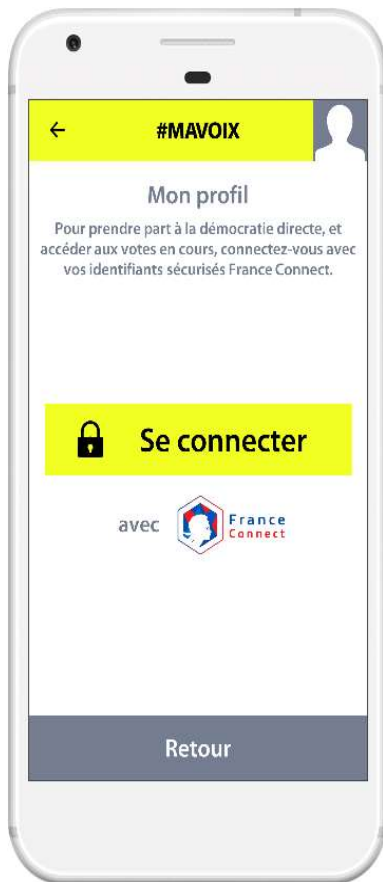 #MAVOIX
Mon profil
Pour prendre part à la démocratie directe, et
accéder aux votes en cours, connectez-vous avec
vos identifiants sécurisés France Connect.
Se connecter
avec France
Connect
Retour